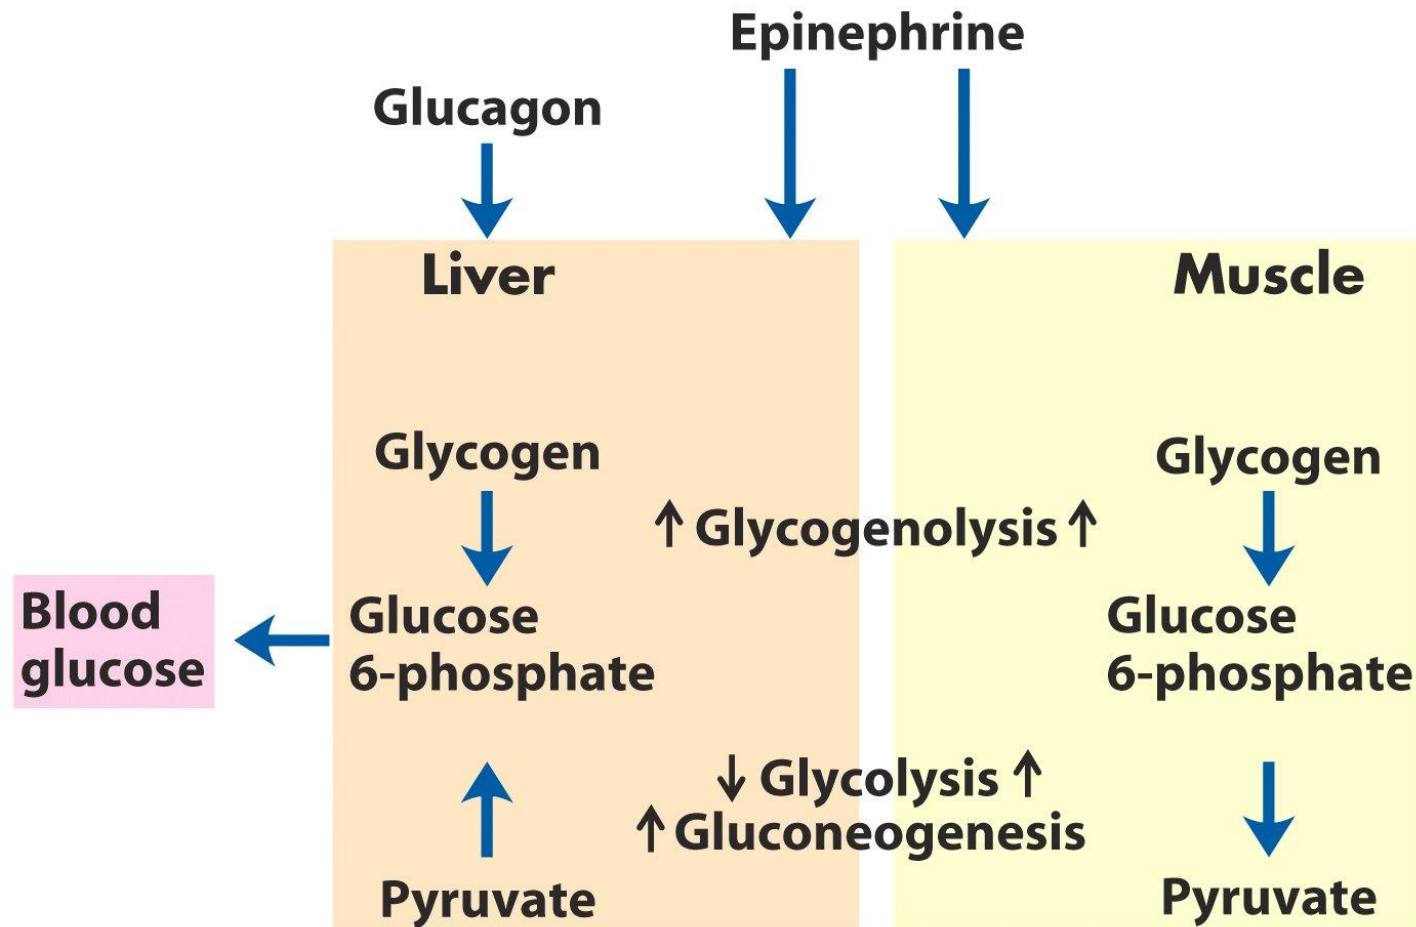 Epinephrine
Glucagon
Liver
Muscle
Glycogen
Glycogen
↑ Glycogenolysis ↑
Blood
glucose
Glucose
6-phosphate
Glucose
6-phosphate
↓ Glycolysis ↑
↑ Gluconeogenesis
Pyruvate
Pyruvate